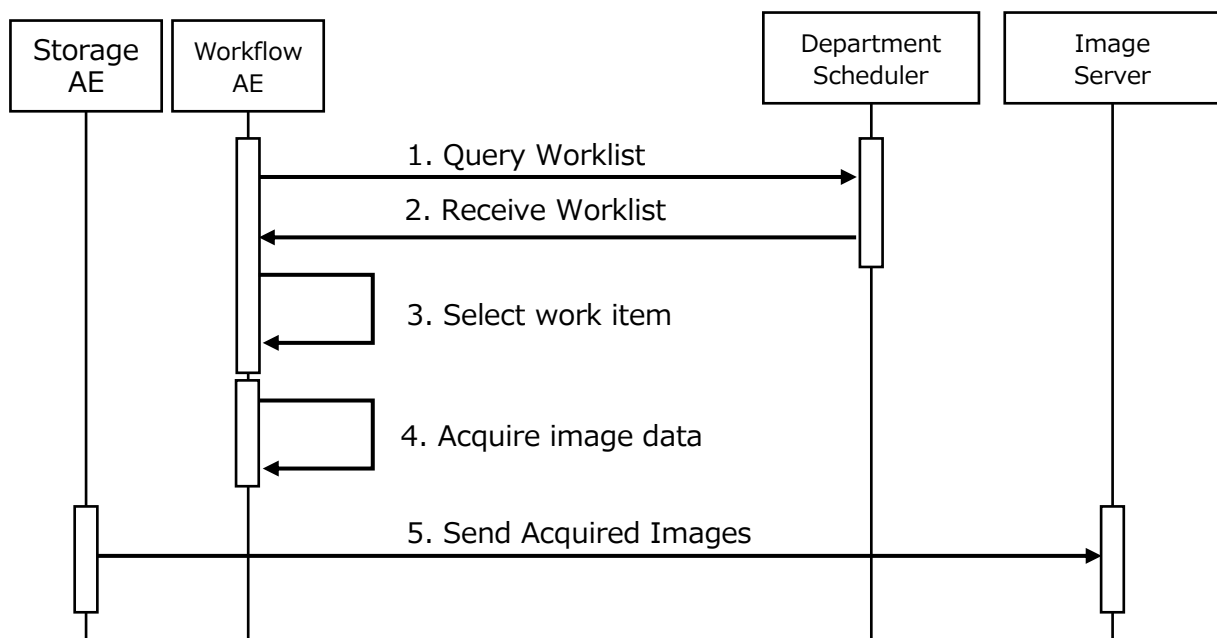 Storage
AE
Workflow
AE
Department
Scheduler
Image
Server
1. Query Worklist
2. Receive Worklist
3. Select work item
4. Acquire image data
5. Send Acquired Images